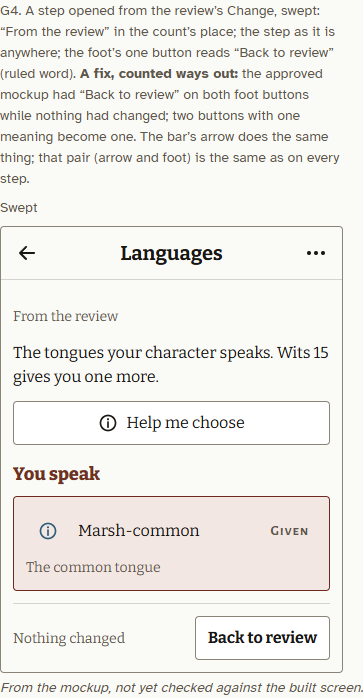 G4. A step opened from the review's Change, swept:
“From the review” in the count's place; the step as it is
anywhere; the foot's one button reads “Back to review”
(ruled word). A fix, counted ways out: the approved
mockup had “Back to review” on both foot buttons
while nothing had changed; two buttons with one
meaning become one. The bar's arrow does the same
thing; that pair (arrow and foot) is the same as on every
step.
Swept
Languages
From the review
The tongues your character speaks. Wits 15
gives you one more.
Help me choose
You speak
Marsh-common GIVEN
The common tongue
Nothing changed Back to review
From the mockup, not yet checked against the built screen.